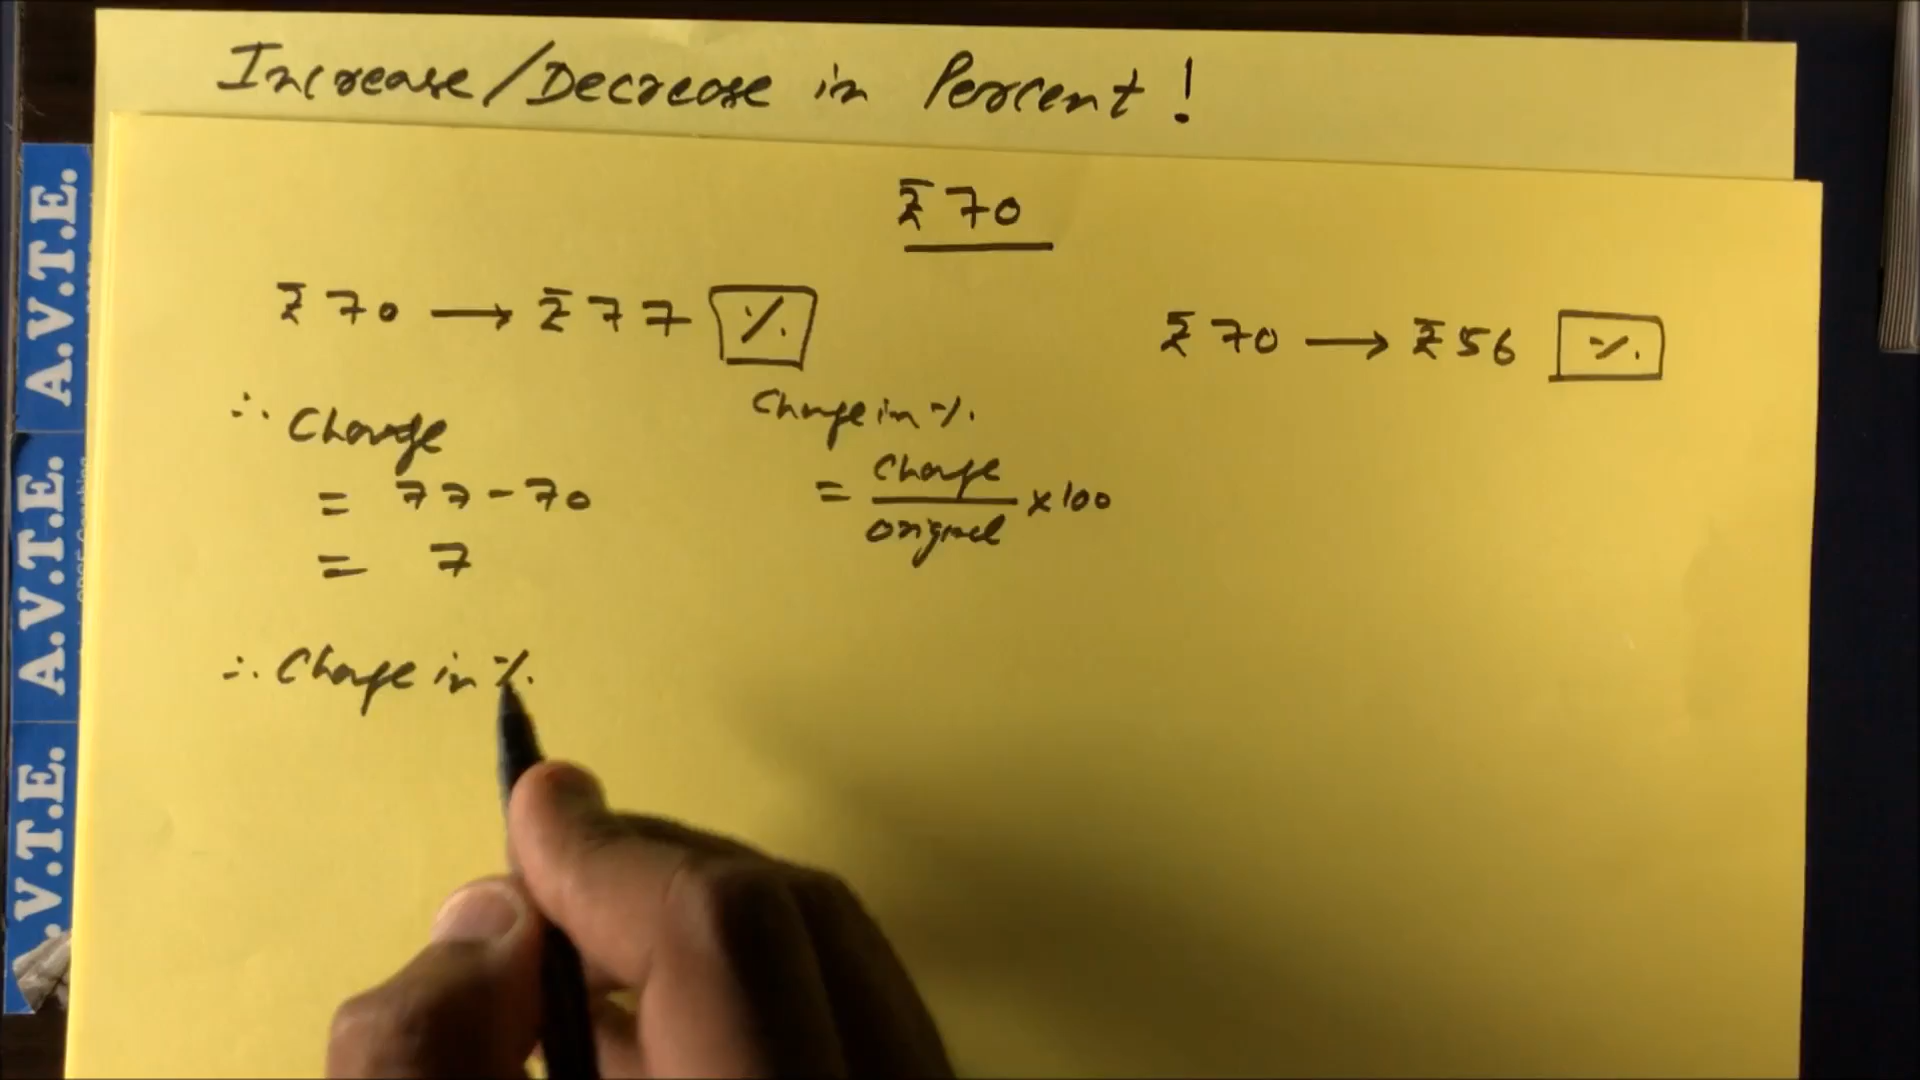 Increase/Decrease in Percent!
₹70
₹70 → ₹77 %
∴ Change
= 77-70
= 7
Change in %
= Change/original x100
∴ Change in %
₹70 → ₹56 %
A.V.T.E.
A.V.T.E.
A.V.T.E.